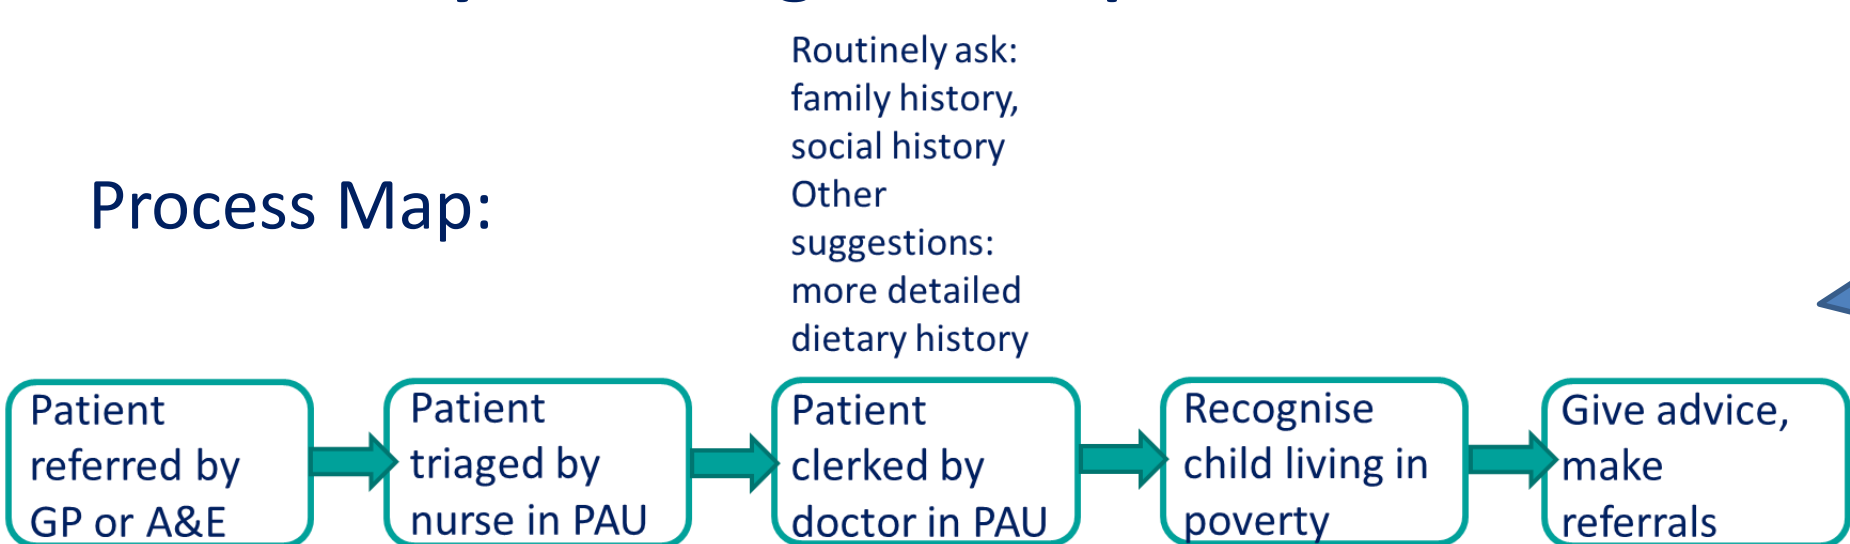 Process Map:
Routinely ask:
family history,
social history
Other
suggestions:
more detailed
dietary history
Patient
referred by
GP or A&E
Patient
triaged by
nurse in PAU
Patient
clerked by
doctor in PAU
Recognise
child living in
poverty
Give advice,
make
referrals